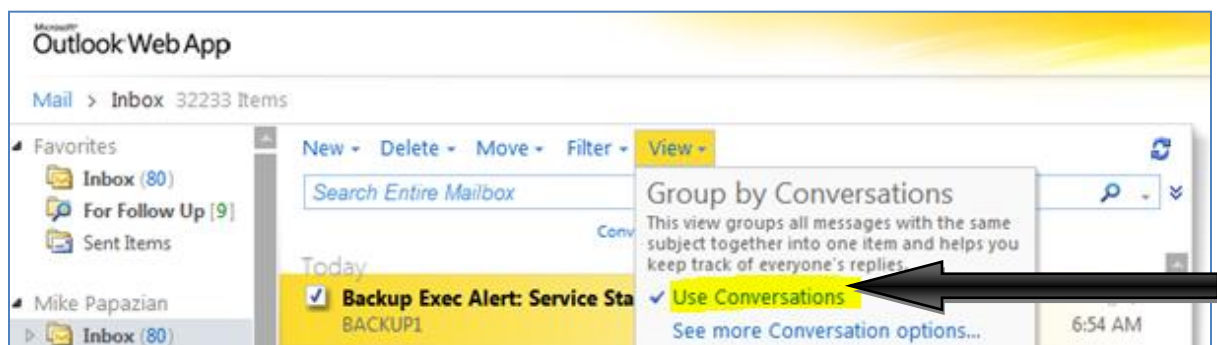 Microsoft
Outlook Web App
Mail > Inbox 32233 Items
Favorites
Inbox (80)
For Follow Up [9]
Sent Items
Mike Papazian
Inbox (80)
New Delete Move Filter View
Search Entire Mailbox
Conv
Today
Backup Exec Alert: Service Sta
BACKUP1
6:54 AM
Group by Conversations
This view groups all messages with the same
subject together into one item and helps you
keep track of everyone's replies.
Use Conversations
See more Conversation options...